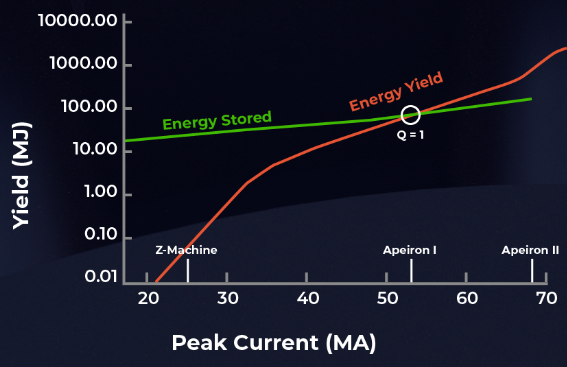 10000.00
1000.00
100.00
10.00
1.00
0.10
0.01
Yield (MJ)
Energy Stored
Energy Yield
Q = 1
Z-Machine
Apeiron I
Apeiron II
20 30 40 50 60 70
Peak Current (MA)